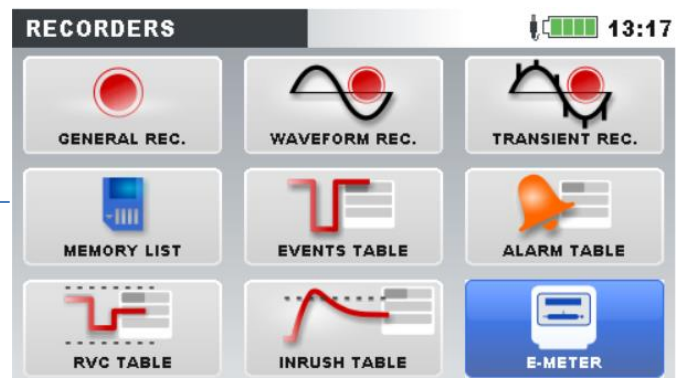 RECORDERS 13:17
GENERAL REC. WAVEFORM REC. TRANSIENT REC.
MEMORY LIST EVENTS TABLE ALARM TABLE
RVC TABLE INRUSH TABLE E-METER